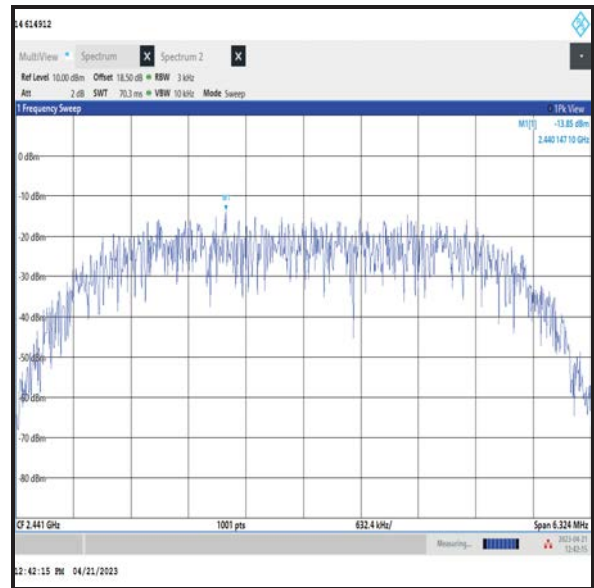 14 614912
MultiView Spectrum X Spectrum 2 X
Ref Level 10.00 dBm Offset 18.50 dB RBW 3 kHz
Att 2 dB SWT 70.3 ms VBW 10 kHz Mode Sweep
1 Frequency Sweep 1Pk View
M1[1] -13.85 dBm
2.44014710 GHz
0 dBm
-10 dBm
-20 dBm
-30 dBm
-40 dBm
-50 dBm
-60 dBm
-70 dBm
-80 dBm
CF 2.441 GHz 1001 pts 632.4 kHz/ Span 6.324 MHz
Measuring... 2023-04-21
12:42:15
12:42:15 PM 04/21/2023